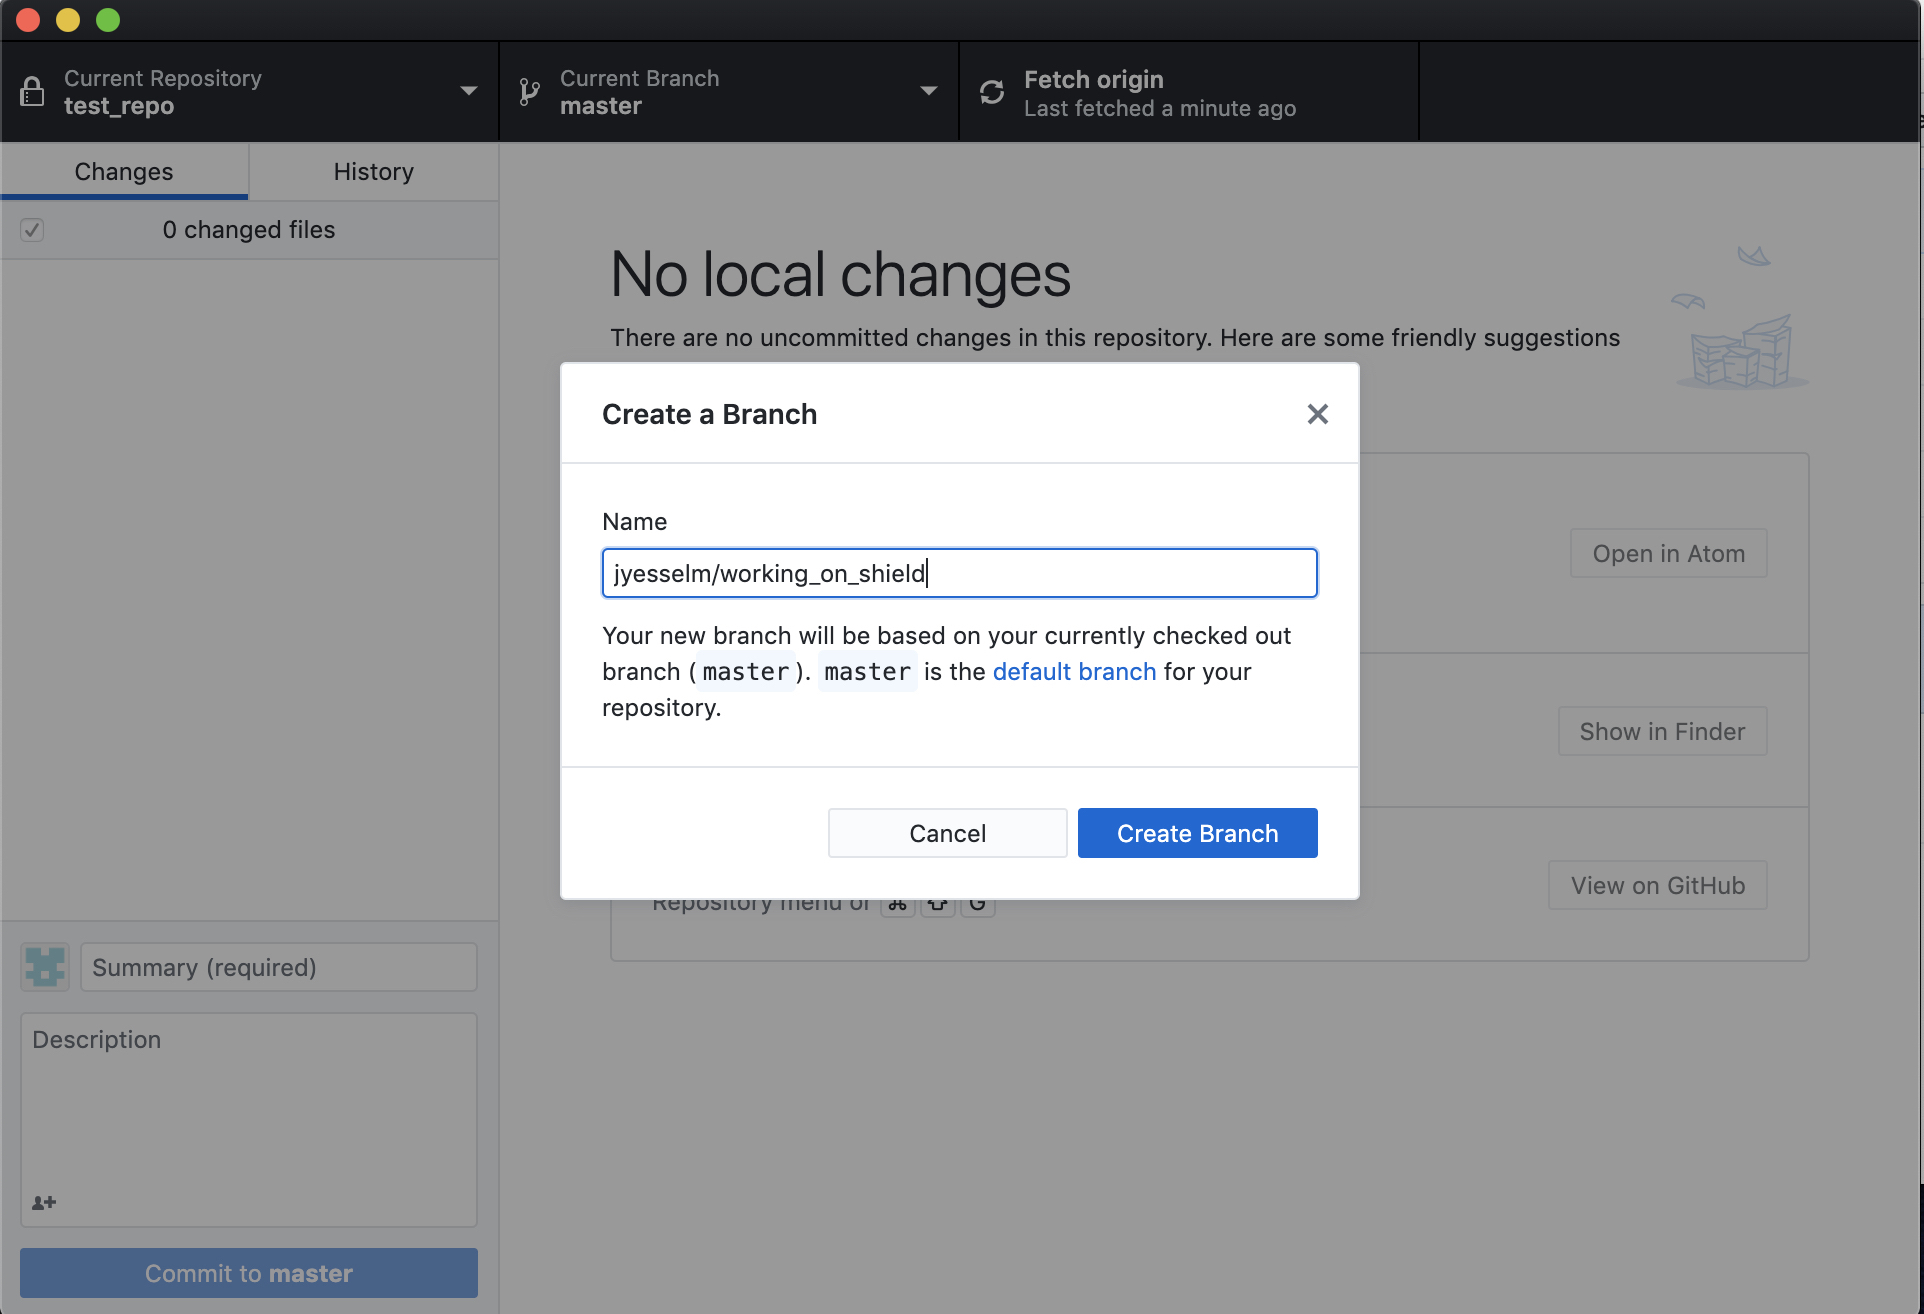 Current Repository
test_repo
Current Branch
master
Fetch origin
Last fetched a minute ago
Changes
History
0 changed files
No local changes
There are no uncommitted changes in this repository. Here are some friendly suggestions
Create a Branch
Name
jyesselm/working_on_shield
Your new branch will be based on your currently checked out
branch (master). master is the default branch for your
repository.
Cancel
Create Branch
Open in Atom
Show in Finder
View on GitHub
Repository menu or ⌘ ⇧ G
Summary (required)
Description
Commit to master